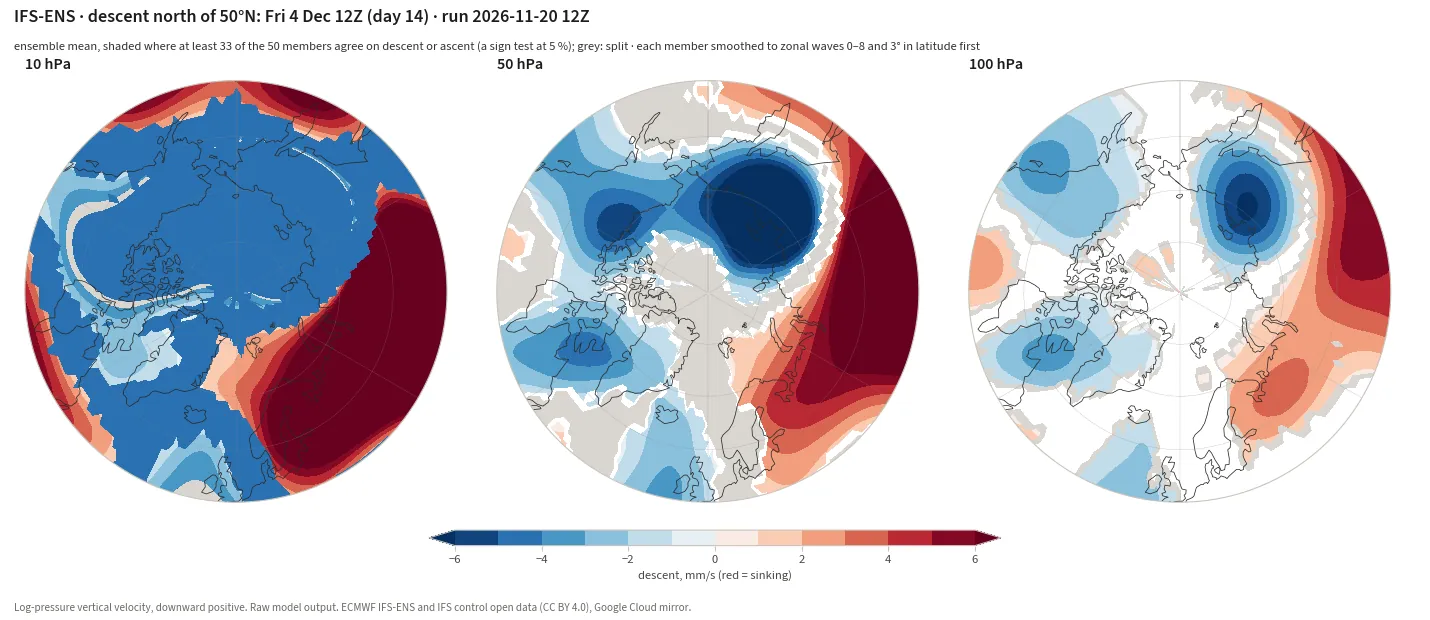 IFS-ENS · descent north of 50°N: Fri 4 Dec 12Z (day 14) · run 2026-11-20 12Z
ensemble mean, shaded where at least 33 of the 50 members agree on descent or ascent (a sign test at 5 %); grey: split · each member smoothed to zonal waves 0–8 and 3° in latitude first
10 hPa
50 hPa
100 hPa
−6 −4 −2 0 2 4 6
descent, mm/s (red = sinking)
Log-pressure vertical velocity, downward positive. Raw model output. ECMWF IFS-ENS and IFS control open data (CC BY 4.0), Google Cloud mirror.